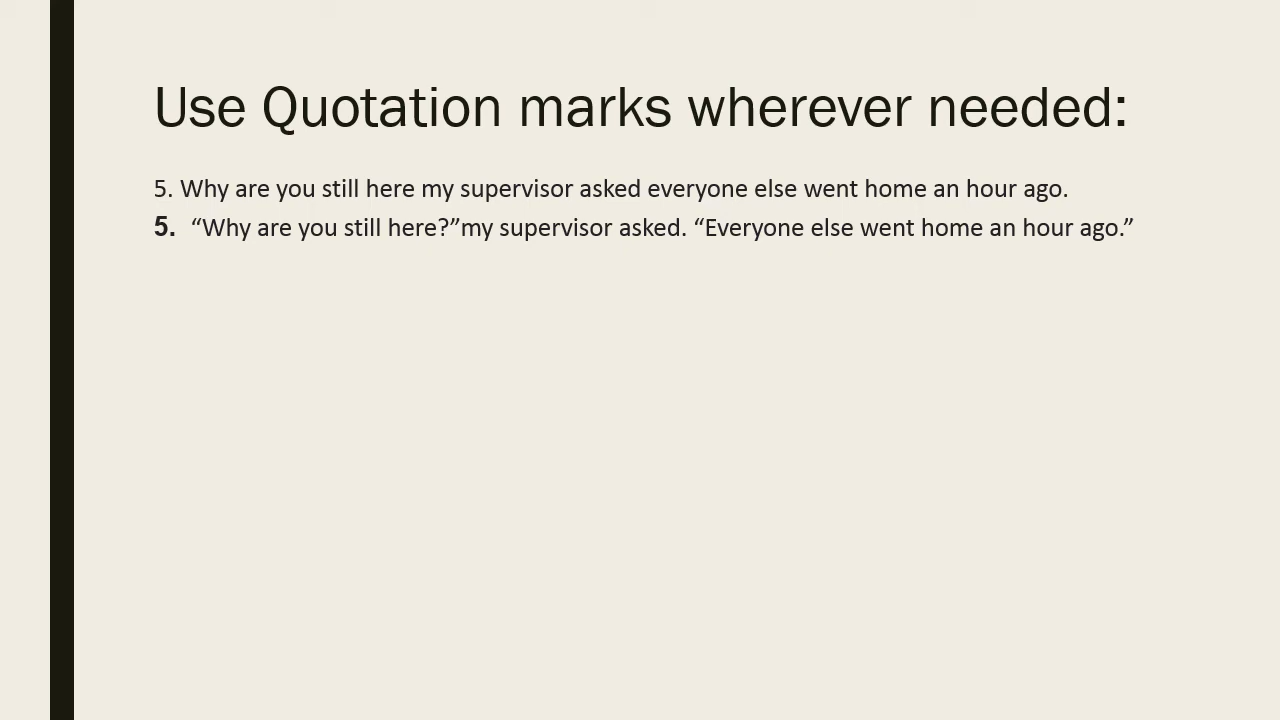 Use Quotation marks wherever needed:
5. Why are you still here my supervisor asked everyone else went home an hour ago.
5. “Why are you still here?”my supervisor asked. “Everyone else went home an hour ago.”